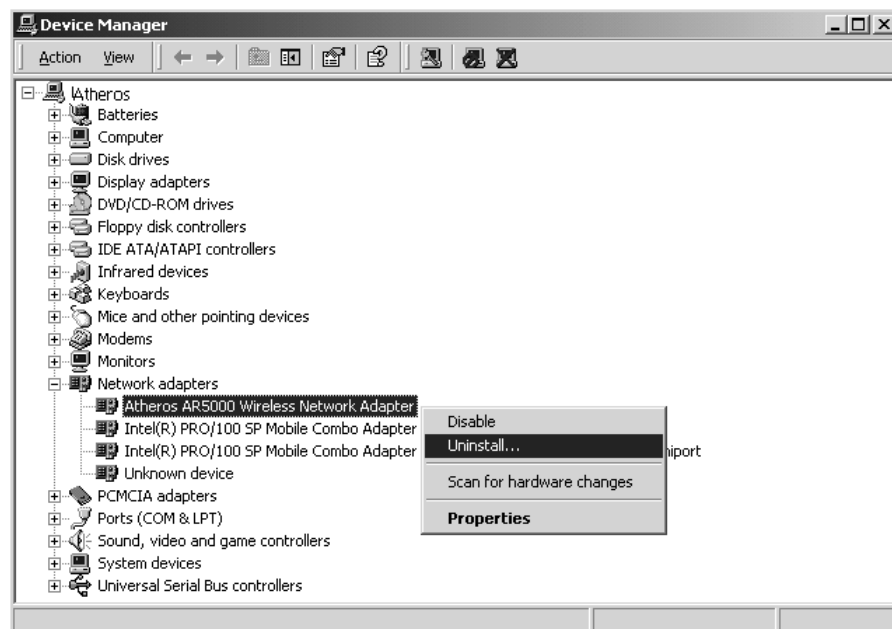 Device Manager
Action View
Atheros
Batteries
Computer
Disk drives
Display adapters
DVD/CD-ROM drives
Floppy disk controllers
IDE ATA/ATAPI controllers
Infrared devices
Keyboards
Mice and other pointing devices
Modems
Monitors
Network adapters
Atheros AR5000 Wireless Network Adapter
Intel(R) PRO/100 SP Mobile Combo Adapter
Intel(R) PRO/100 SP Mobile Combo Adapter niport
Unknown device
PCMCIA adapters
Ports (COM & LPT)
Sound, video and game controllers
System devices
Universal Serial Bus controllers
Disable
Uninstall...
Scan for hardware changes
Properties